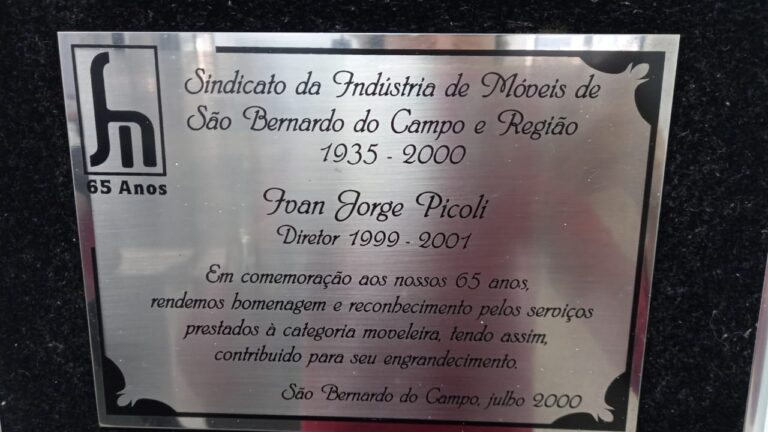 Sindicato da Indústria de Móveis de
São Bernardo do Campo e Região
1935 - 2000
65 Anos
Ivan Jorge Picoli
Diretor 1999 - 2001
Em comemoração aos nossos 65 anos,
rendemos homenagem e reconhecimento pelos serviços
prestados à categoria moveleira, tendo assim,
contribuido para seu engrandecimento.
São Bernardo do Campo, julho 2000